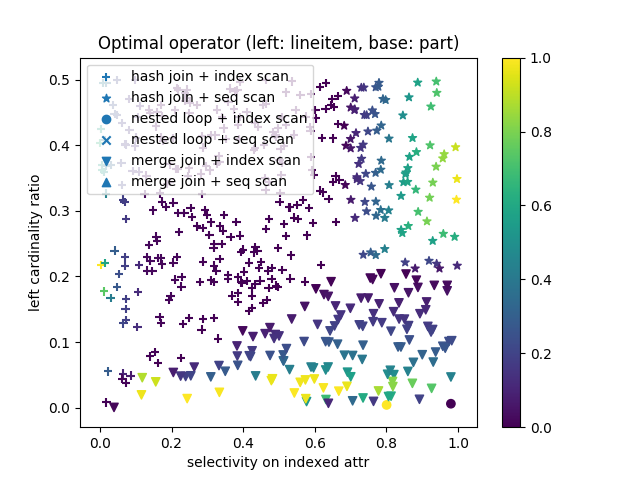 Optimal operator (left: lineitem, base: part)
hash join + index scan
hash join + seq scan
nested loop + index scan
nested loop + seq scan
merge join + index scan
merge join + seq scan
left cardinality ratio
0.5
0.4
0.3
0.2
0.1
0.0
0.0 0.2 0.4 0.6 0.8 1.0
selectivity on indexed attr
1.0
0.8
0.6
0.4
0.2
0.0